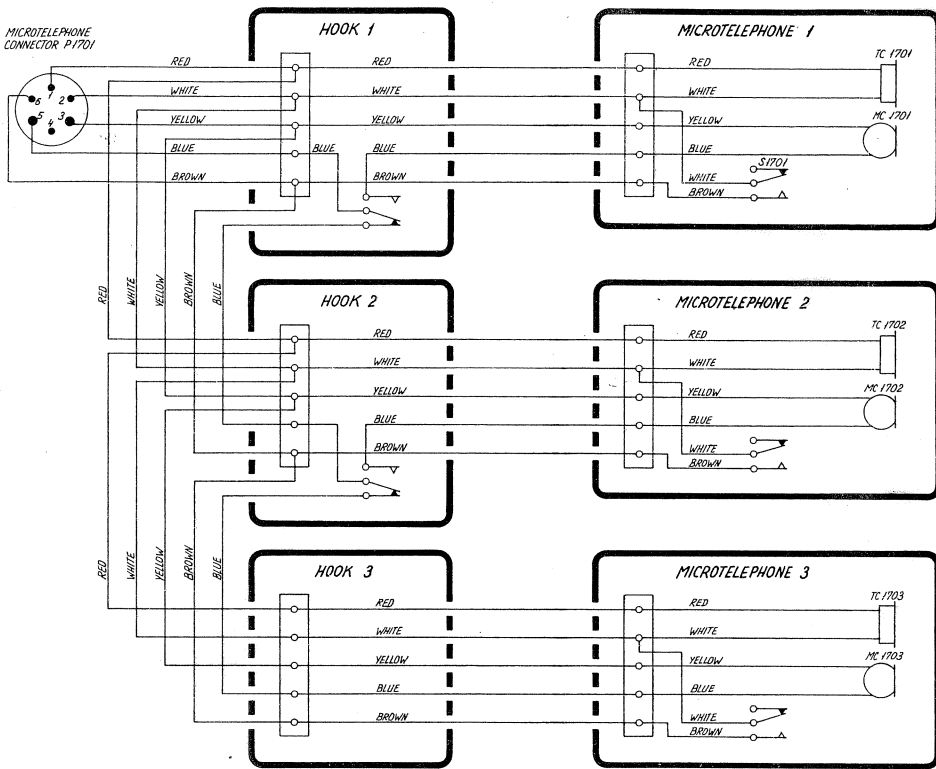 MICROTELEPHONE
CONNECTOR P1701
HOOK 1
MICROTELEPHONE 1
TC 1701
RED
RED
RED
WHITE
WHITE
WHITE
MC 1701
YELLOW
YELLOW
YELLOW
BLUE
BLUE
BLUE
BLUE
S1701
BROWN
BROWN
WHITE
BROWN
1
2
3
4
5
6
RED
WHITE
YELLOW
BROWN
BLUE
HOOK 2
MICROTELEPHONE 2
TC 1702
RED
RED
WHITE
WHITE
MC 1702
YELLOW
YELLOW
BLUE
BLUE
BROWN
WHITE
BROWN
RED
WHITE
YELLOW
BROWN
BLUE
HOOK 3
MICROTELEPHONE 3
TC 1703
RED
RED
WHITE
WHITE
MC 1703
YELLOW
YELLOW
BLUE
BLUE
BROWN
WHITE
BROWN